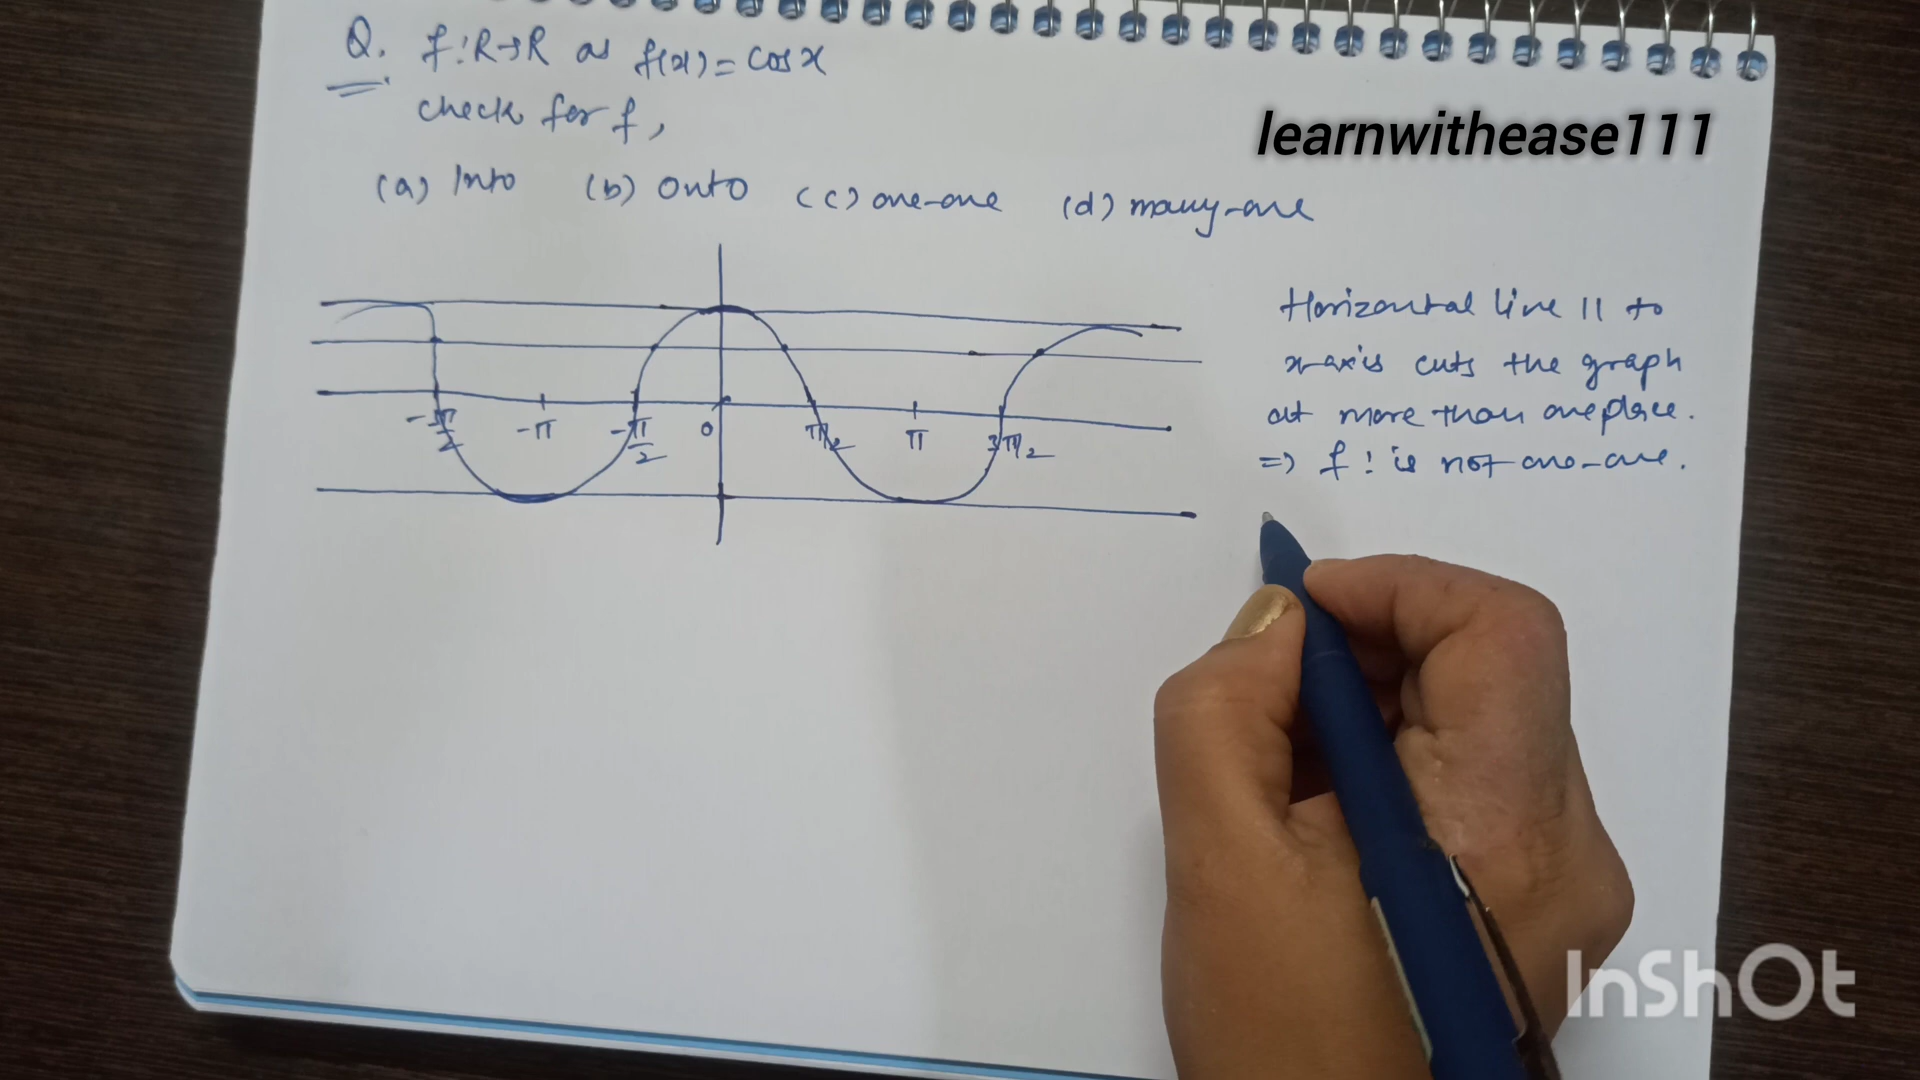 Q. f:R→R as f(x)= Cosx
check for f,
(a) Into (b) Onto (c) one-one (d) many-one
learnwithease111
Horizontal line || to
x-axis cuts the graph
at more than one place.
=> f: is not one-one.
-3π/2 -π -π/2 0 π/2 π 3π/2
InShOt